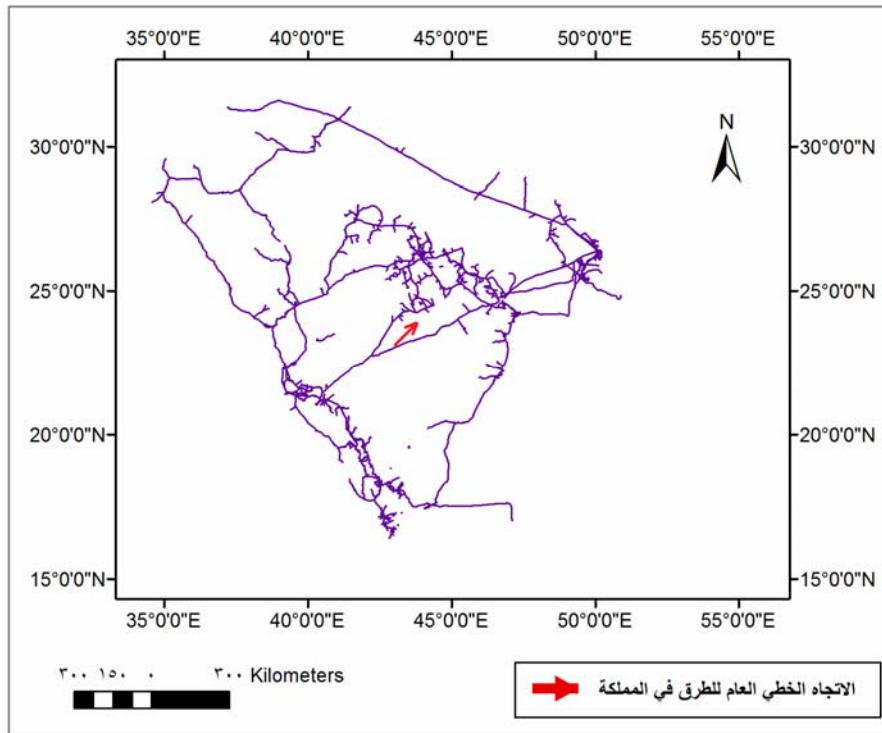 35°0'0"E 40°0'0"E 45°0'0"E 50°0'0"E 55°0'0"E
N
30°0'0"N 30°0'0"N
25°0'0"N 25°0'0"N
20°0'0"N 20°0'0"N
15°0'0"N 15°0'0"N
35°0'0"E 40°0'0"E 45°0'0"E 50°0'0"E 55°0'0"E
٣٠٠ ١٥٠ ٠ ٣٠٠ Kilometers
الاتجاه الخطي العام للطرق في المملكة